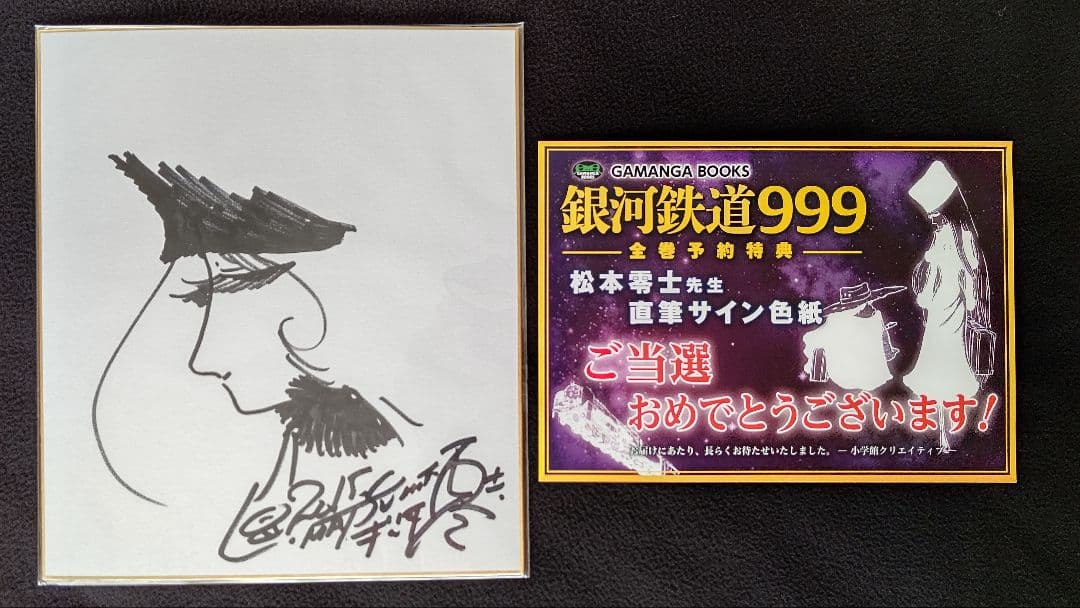 2015.
GAMANGA BOOKS
GAMANGA
BOOKS
銀河鉄道999
全巻予約特典
松本零士先生
直筆サイン色紙
ご当選
おめでとうございます!
お届けにあたり、長らくお待たせいたしました。 ― 小学館クリエイティブ ―